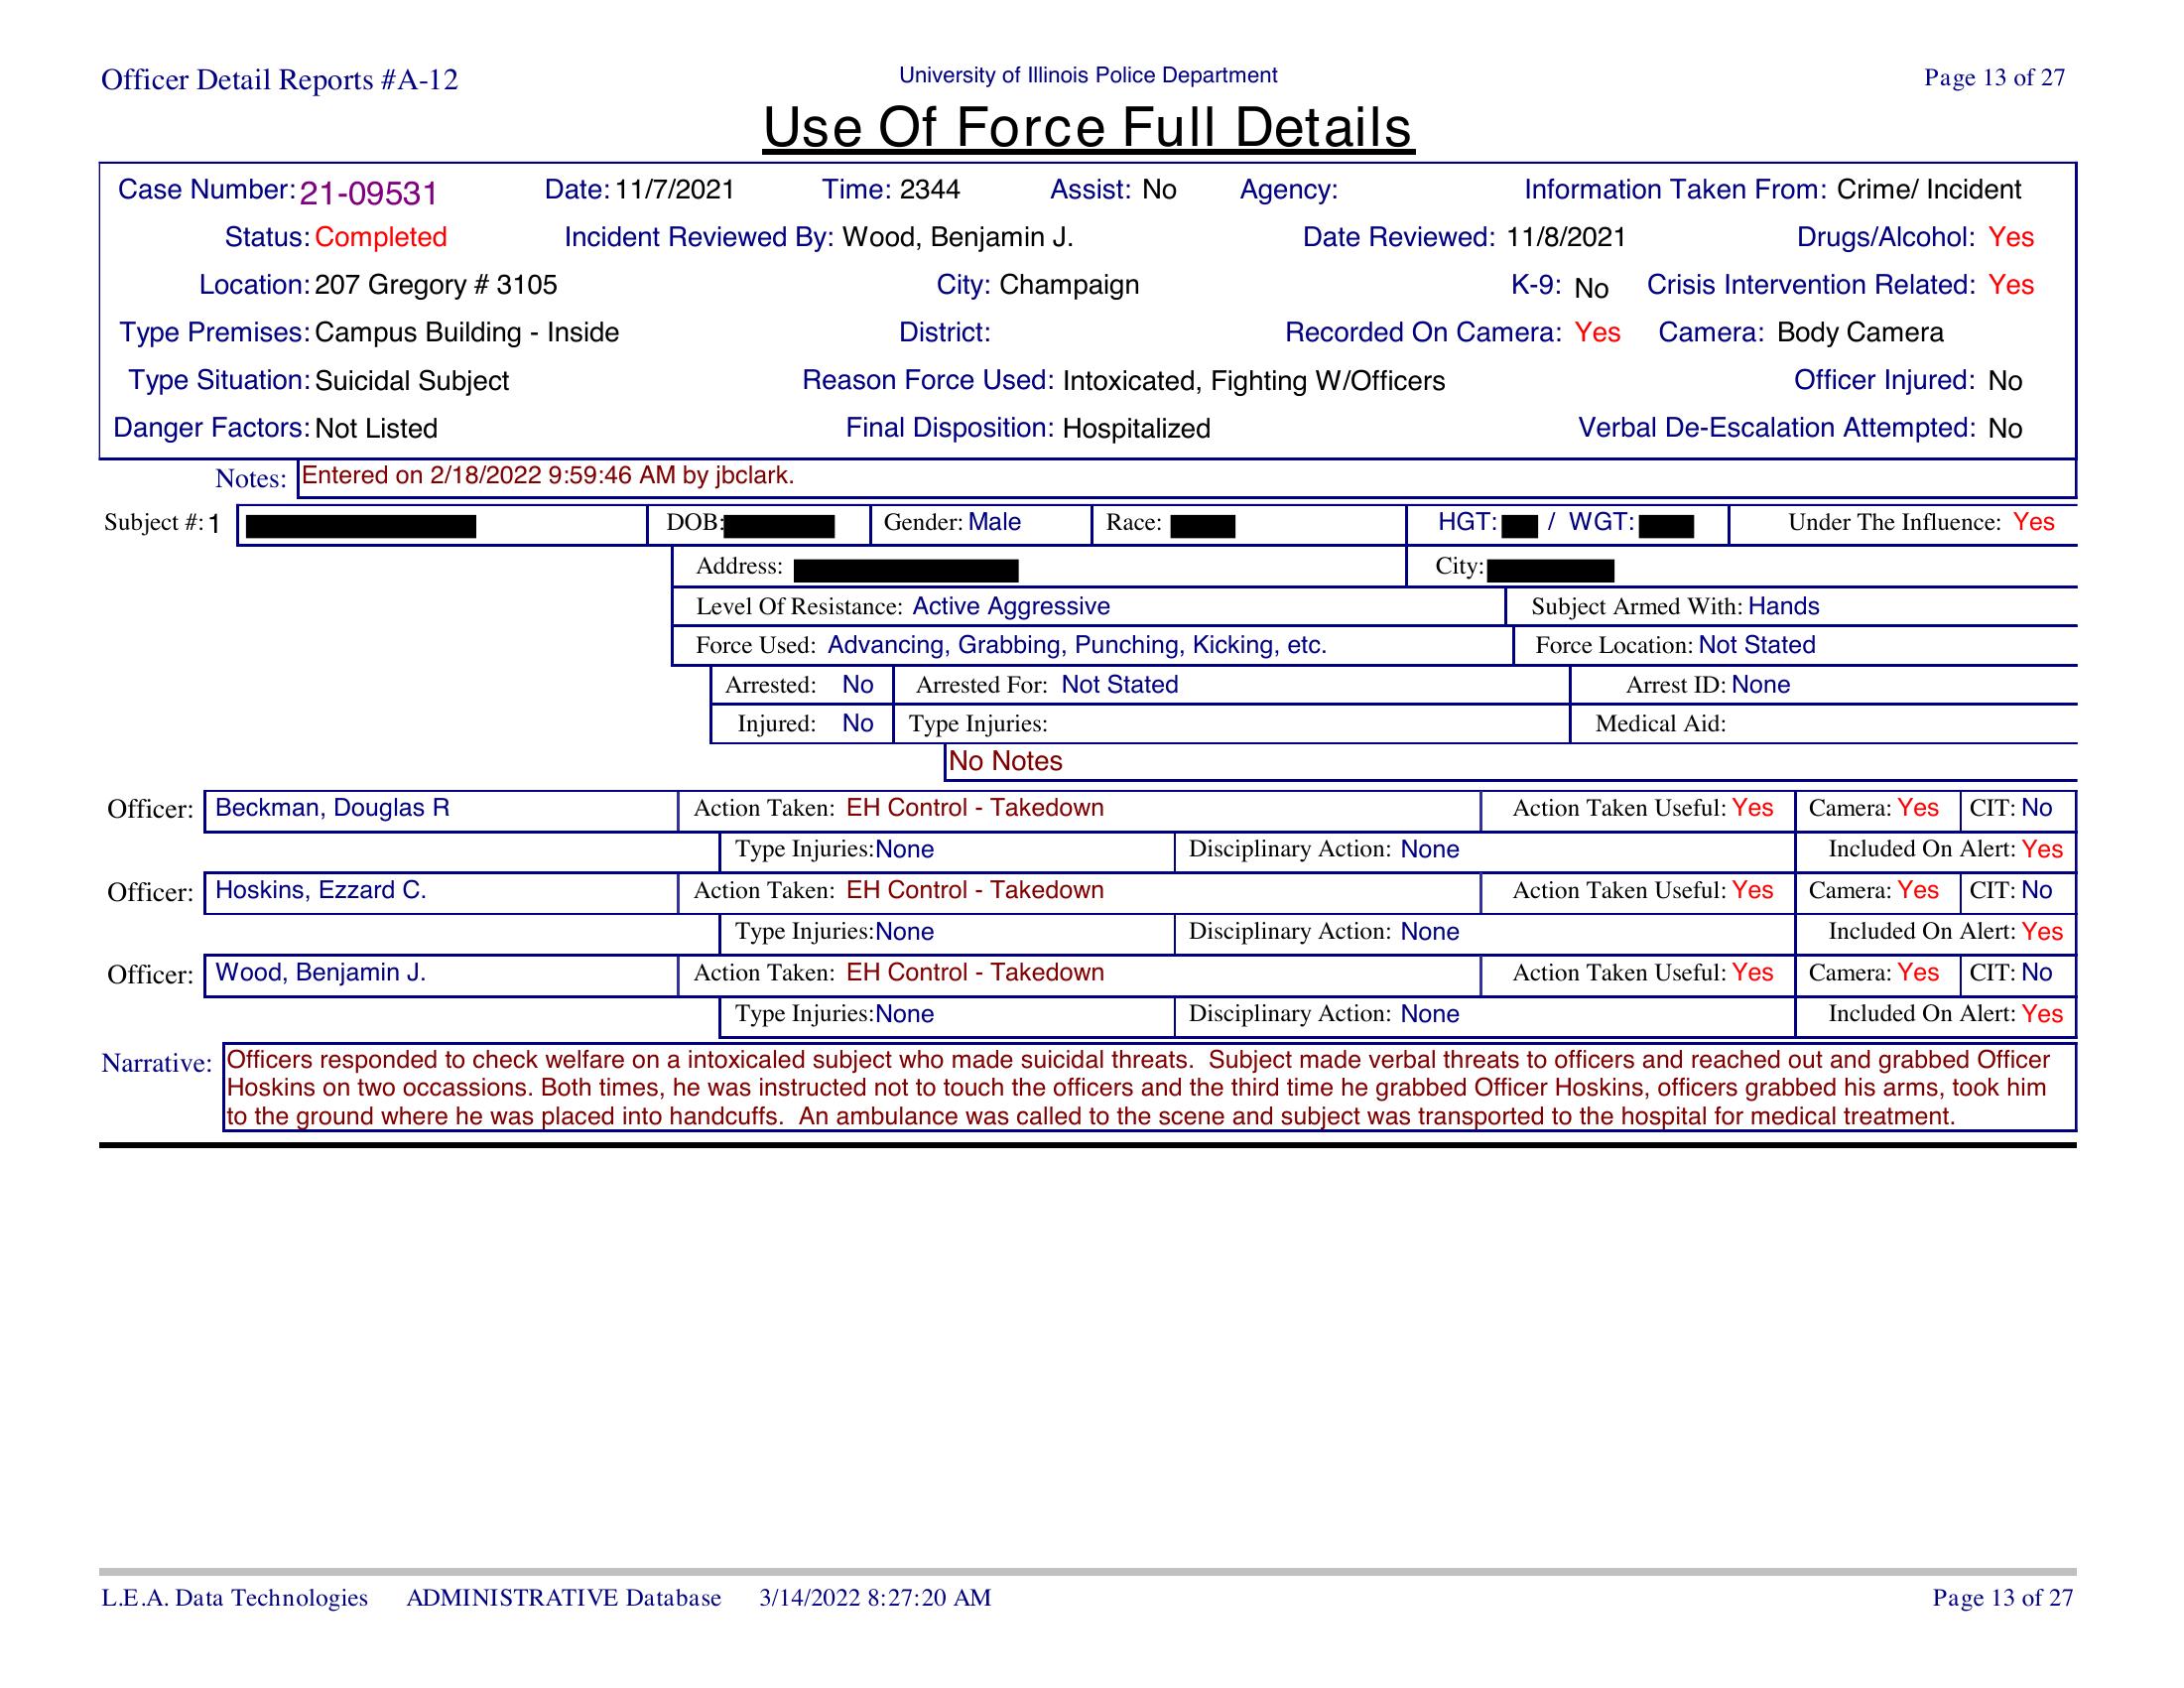 Officer Detail Reports #A-12 University of Illinois Police Department Page 13 of 27
Use Of Force Full Details
Case Number: 21-09531 Date: 11/7/2021 Time: 2344 Assist: No Agency: Information Taken From: Crime/ Incident
Status: Completed Incident Reviewed By: Wood, Benjamin J. Date Reviewed: 11/8/2021 Drugs/Alcohol: Yes
Location: 207 Gregory # 3105 City: Champaign K-9: No Crisis Intervention Related: Yes
Type Premises: Campus Building - Inside District: Recorded On Camera: Yes Camera: Body Camera
Type Situation: Suicidal Subject Reason Force Used: Intoxicated, Fighting W/Officers Officer Injured: No
Danger Factors: Not Listed Final Disposition: Hospitalized Verbal De-Escalation Attempted: No
Notes: Entered on 2/18/2022 9:59:46 AM by jbclark.
Subject #: 1 DOB: Gender: Male Race: HGT: / WGT: Under The Influence: Yes
Address: City:
Level Of Resistance: Active Aggressive Subject Armed With: Hands
Force Used: Advancing, Grabbing, Punching, Kicking, etc. Force Location: Not Stated
Arrested: No Arrested For: Not Stated Arrest ID: None
Injured: No Type Injuries: Medical Aid:
No Notes
Officer: Beckman, Douglas R Action Taken: EH Control - Takedown Action Taken Useful: Yes Camera: Yes CIT: No
Type Injuries: None Disciplinary Action: None Included On Alert: Yes
Officer: Hoskins, Ezzard C. Action Taken: EH Control - Takedown Action Taken Useful: Yes Camera: Yes CIT: No
Type Injuries: None Disciplinary Action: None Included On Alert: Yes
Officer: Wood, Benjamin J. Action Taken: EH Control - Takedown Action Taken Useful: Yes Camera: Yes CIT: No
Type Injuries: None Disciplinary Action: None Included On Alert: Yes
Narrative: Officers responded to check welfare on a intoxicaled subject who made suicidal threats. Subject made verbal threats to officers and reached out and grabbed Officer
Hoskins on two occassions. Both times, he was instructed not to touch the officers and the third time he grabbed Officer Hoskins, officers grabbed his arms, took him
to the ground where he was placed into handcuffs. An ambulance was called to the scene and subject was transported to the hospital for medical treatment.
L.E.A. Data Technologies ADMINISTRATIVE Database 3/14/2022 8:27:20 AM Page 13 of 27